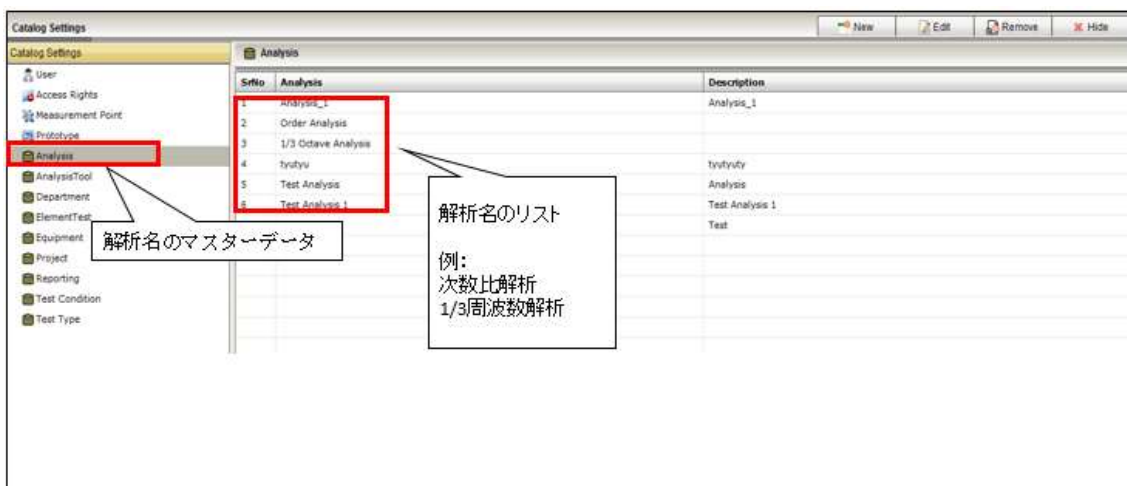 Catalog Settings
New
Edit
Remove
Hide
Catalog Settings
User
Access Rights
Measurement Point
Prototype
Analysis
AnalysisTool
Department
ElementTest
Equipment
Project
Reporting
Test Condition
Test Type
Analysis
SrNo Analysis Description
1 Analysis_1 Analysis_1
2 Order Analysis
3 1/3 Octave Analysis
4 tyutyu tyutyuty
5 Test Analysis Analysis
6 Test Analysis 1 Test Analysis 1
Test
解析名のマスターデータ
解析名のリスト
例:
次数比解析
1/3周波数解析